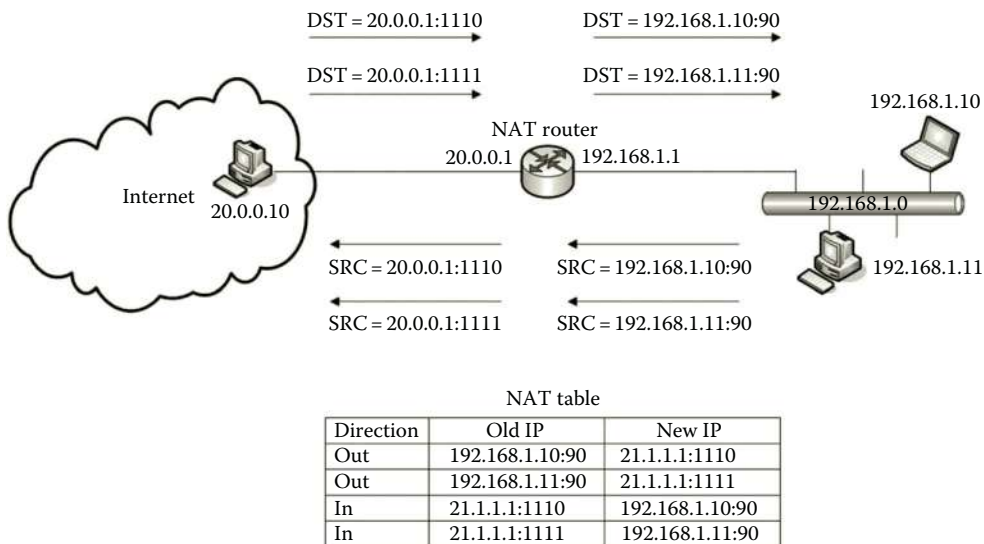 DST = 20.0.0.1:1110 DST = 192.168.1.10:90
DST = 20.0.0.1:1111 DST = 192.168.1.11:90
192.168.1.10
NAT router
20.0.0.1 192.168.1.1
Internet
20.0.0.10
192.168.1.0
SRC = 20.0.0.1:1110 SRC = 192.168.1.10:90
192.168.1.11
SRC = 20.0.0.1:1111 SRC = 192.168.1.11:90
NAT table
Direction Old IP New IP
Out 192.168.1.10:90 21.1.1.1:1110
Out 192.168.1.11:90 21.1.1.1:1111
In 21.1.1.1:1110 192.168.1.10:90
In 21.1.1.1:1111 192.168.1.11:90